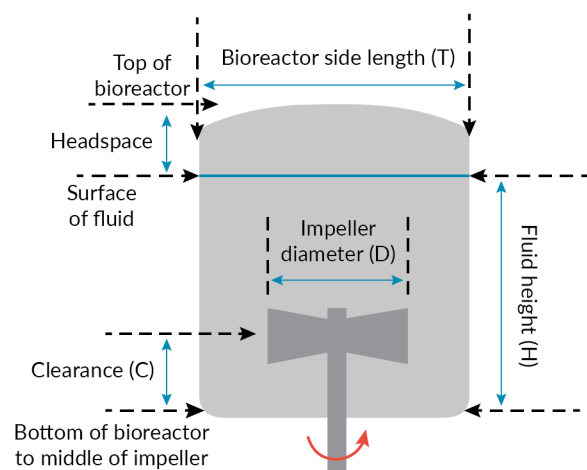 Bioreactor side length (T)
Top of
bioreactor
Headspace
Surface
of fluid
Impeller
diameter (D)
Fluid height (H)
Clearance (C)
Bottom of bioreactor
to middle of impeller